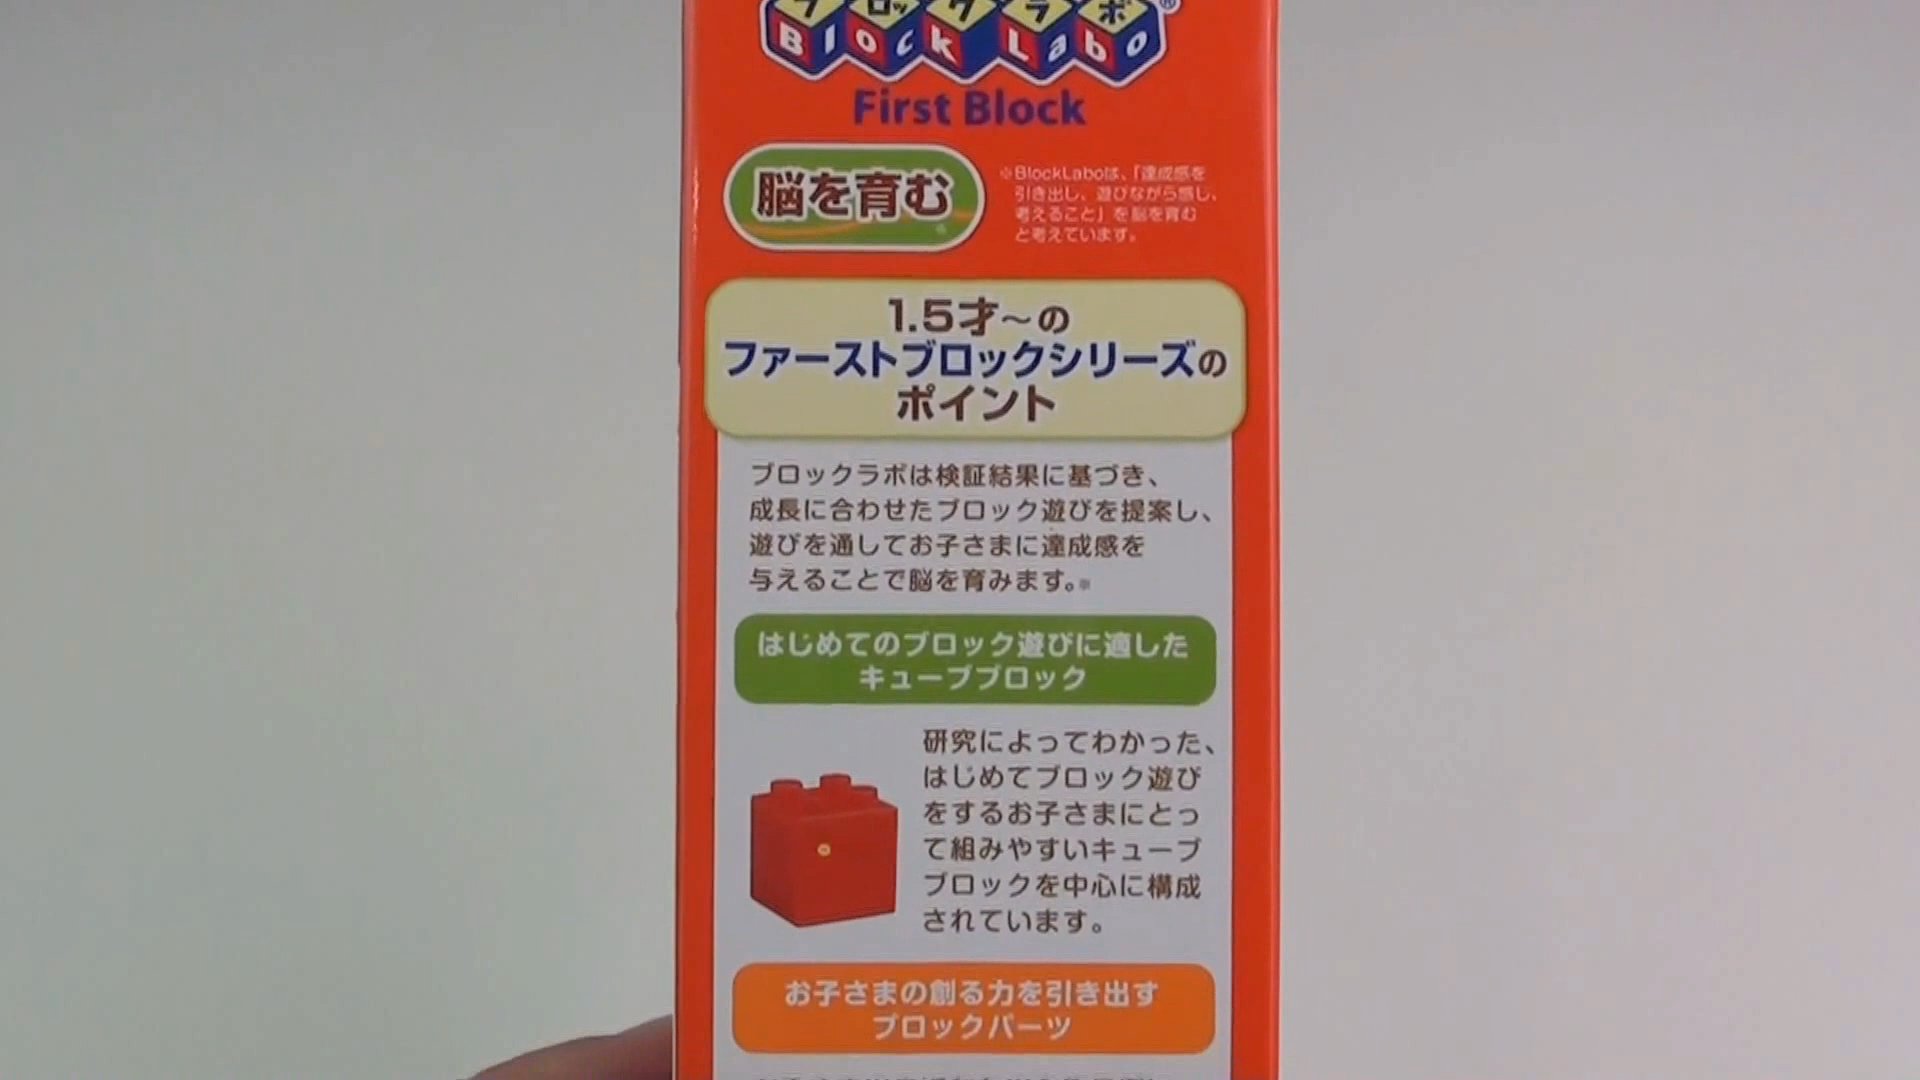 ブロックラボ®
Block Labo
First Block
脳を育む※
※BlockLaboは、「達成感を
引き出し、遊びながら感し、
考えること」を脳を育む
と考えています。
1.5才～の
ファーストブロックシリーズの
ポイント
ブロックラボは検証結果に基づき、
成長に合わせたブロック遊びを提案し、
遊びを通してお子さまに達成感を
与えることで脳を育みます。※
はじめてのブロック遊びに適した
キューブブロック
研究によってわかった、
はじめてブロック遊び
をするお子さまにとっ
て組みやすいキューブ
ブロックを中心に構成
されています。
お子さまの創る力を引き出す
ブロックパーツ